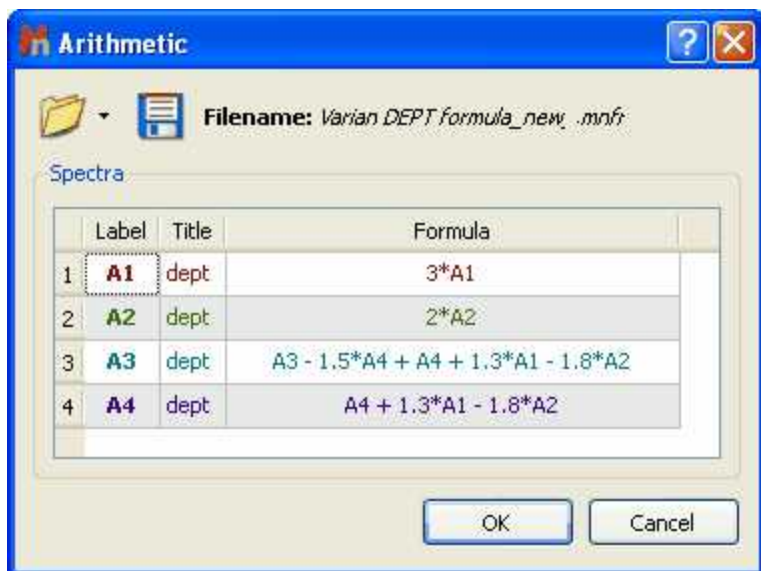 Arithmetic
Filename: Varian DEPT formula_new_ .mnfr
Spectra
Label Title Formula
1 A1 dept 3*A1
2 A2 dept 2*A2
3 A3 dept A3 - 1.5*A4 + A4 + 1.3*A1 - 1.8*A2
4 A4 dept A4 + 1.3*A1 - 1.8*A2
OK Cancel